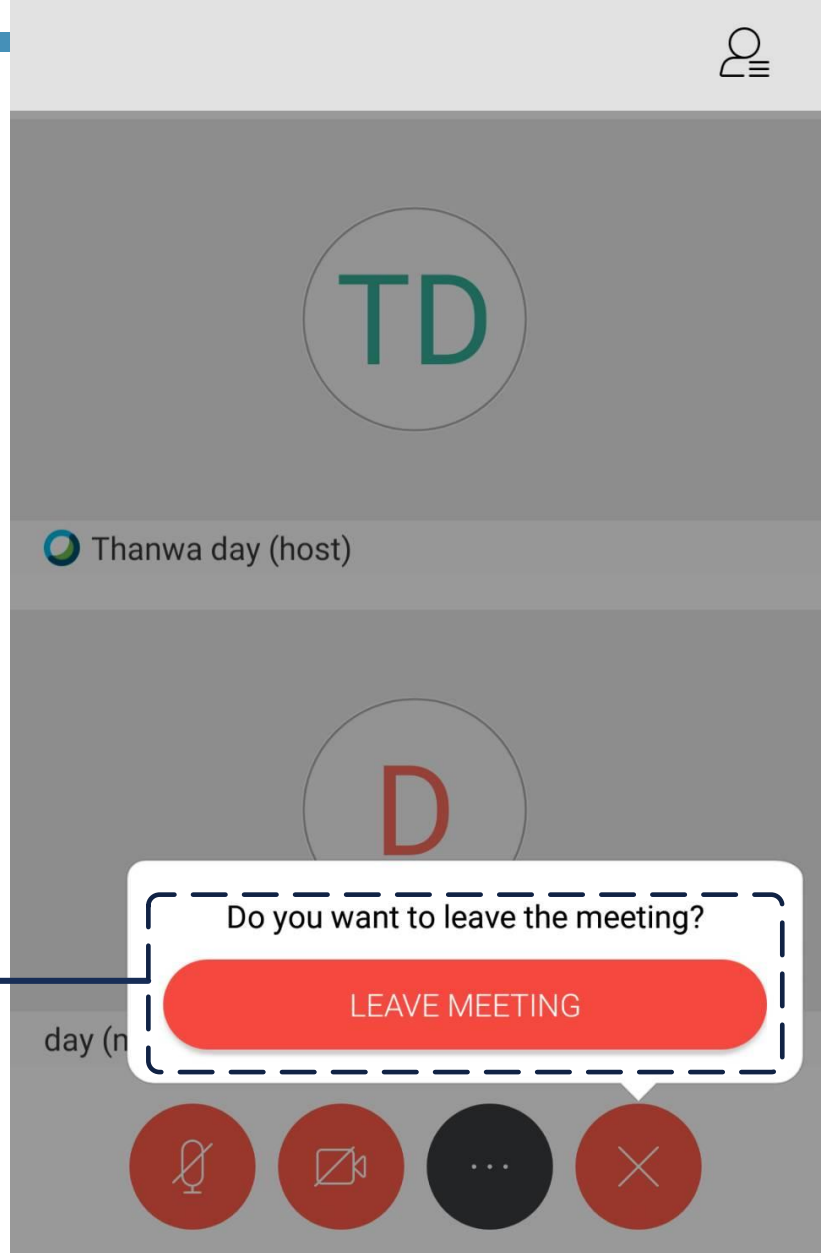 TD
Thanwa day (host)
D
Do you want to leave the meeting?
LEAVE MEETING
day (